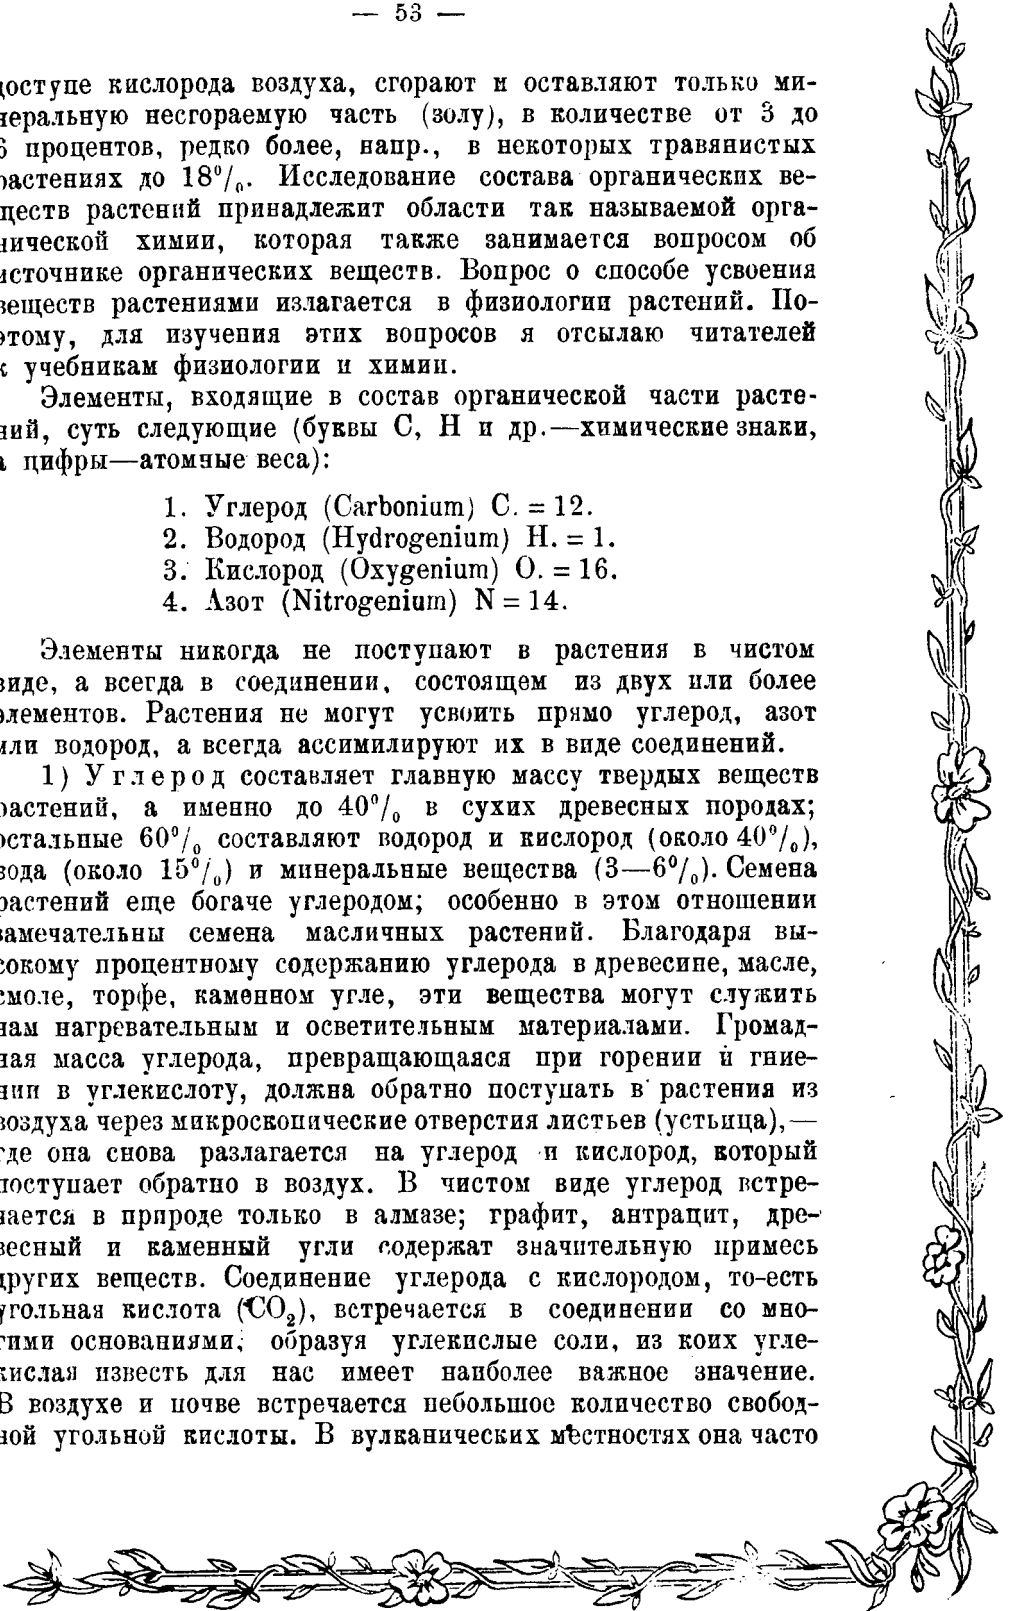 — 53 —
доступе кислорода воздуха, сгорают и оставляют только ми-
неральную несгораемую часть (золу), в количестве от 3 до
6 процентов, редко более, напр., в некоторых травянистых
растениях до 18%. Исследование состава органических ве-
ществ растений принадлежит области так называемой орга-
нической химии, которая также занимается вопросом об
источнике органических веществ. Вопрос о способе усвоения
веществ растениями излагается в физиологии растений. По-
этому, для изучения этих вопросов я отсылаю читателей
к учебникам физиологии и химии.
Элементы, входящие в состав органической части расте-
ний, суть следующие (буквы С, Н и др.—химические знаки,
а цифры—атомные веса):
1. Углерод (Carbonium) C. = 12.
2. Водород (Hydrogenium) H. = 1.
3. Кислород (Oxygenium) O. = 16.
4. Азот (Nitrogenium) N = 14.
Элементы никогда не поступают в растения в чистом
виде, а всегда в соединении, состоящем из двух или более
элементов. Растения не могут усвоить прямо углерод, азот
или водород, а всегда ассимилируют их в виде соединений.
1) Углерод составляет главную массу твердых веществ
растений, а именно до 40% в сухих древесных породах;
остальные 60% составляют водород и кислород (около 40%),
вода (около 15%) и минеральные вещества (3—6%). Семена
растений еще богаче углеродом; особенно в этом отношении
замечательны семена масличных растений. Благодаря вы-
сокому процентному содержанию углерода в древесине, масле,
смоле, торфе, каменном угле, эти вещества могут служить
нам нагревательным и осветительным материалами. Громад-
ная масса углерода, превращающаяся при горении и гние-
нии в углекислоту, должна обратно поступать в растения из
воздуха через микроскопические отверстия листьев (устьица),—
где она снова разлагается на углерод и кислород, который
поступает обратно в воздух. В чистом виде углерод встре-
чается в природе только в алмазе; графит, антрацит, дре-
весный и каменный угли содержат значительную примесь
других веществ. Соединение углерода с кислородом, то-есть
угольная кислота (CO₂), встречается в соединении со мно-
гими основаниями, образуя углекислые соли, из коих угле-
кислая известь для нас имеет наиболее важное значение.
В воздухе и почве встречается небольшое количество свобод-
ной угольной кислоты. В вулканических мѣстностях она часто